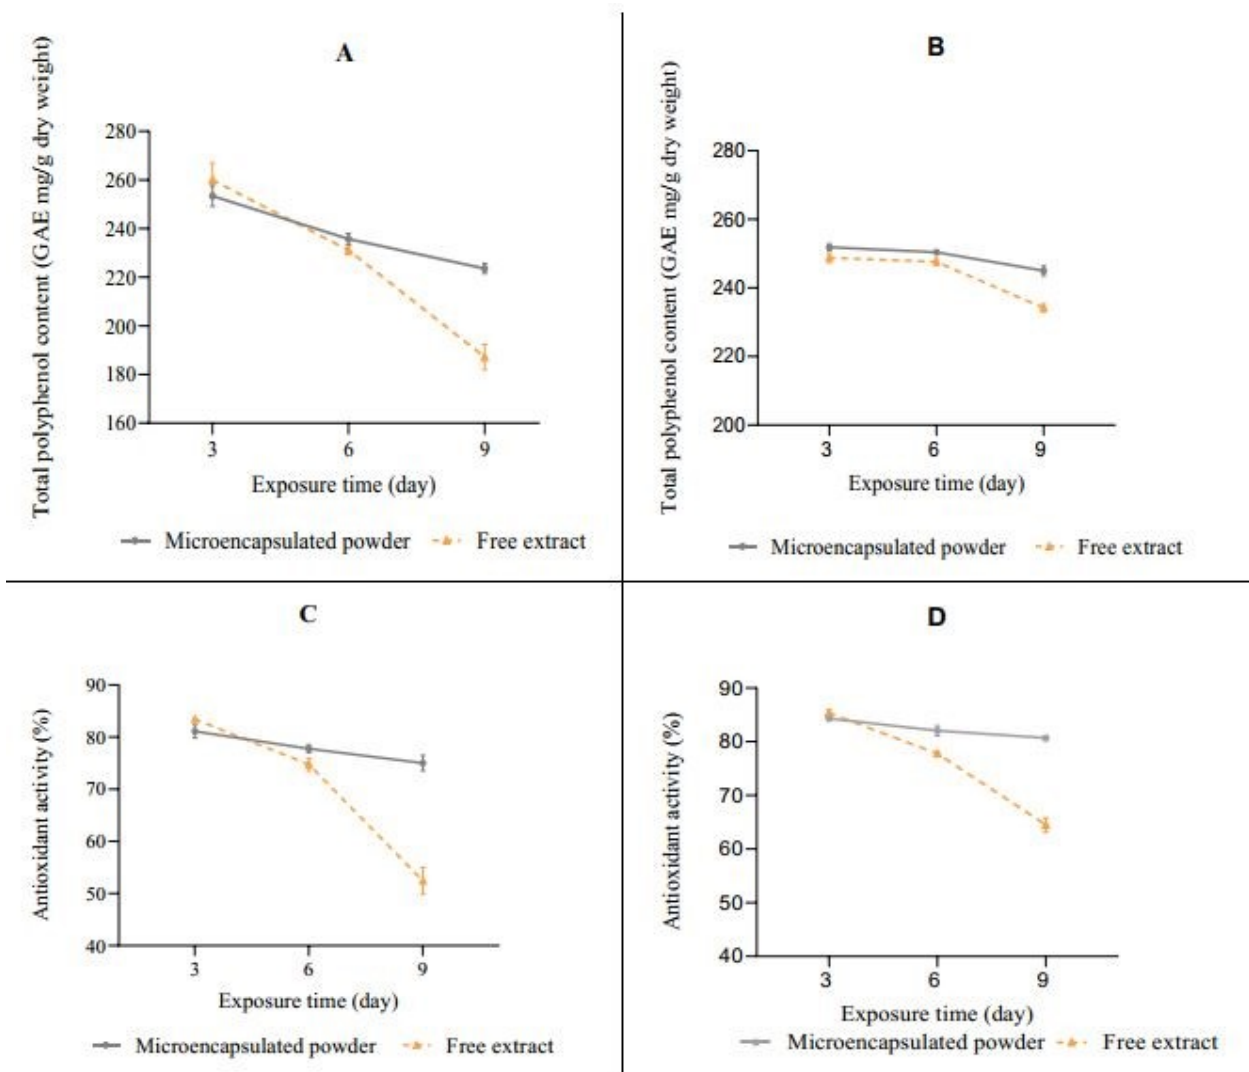 A
Total polyphenol content (GAE mg/g dry weight)
280
260
240
220
200
180
160
3 6 9
Exposure time (day)
Microencapsulated powder Free extract
B
Total polyphenol content (GAE mg/g dry weight)
280
260
240
220
200
3 6 9
Exposure time (day)
Microencapsulated powder Free extract
C
Antioxidant activity (%)
90
80
70
60
50
40
3 6 9
Exposure time (day)
Microencapsulated powder Free extract
D
Antioxidant activity (%)
90
80
70
60
50
40
3 6 9
Exposure time (day)
Microencapsulated powder Free extract